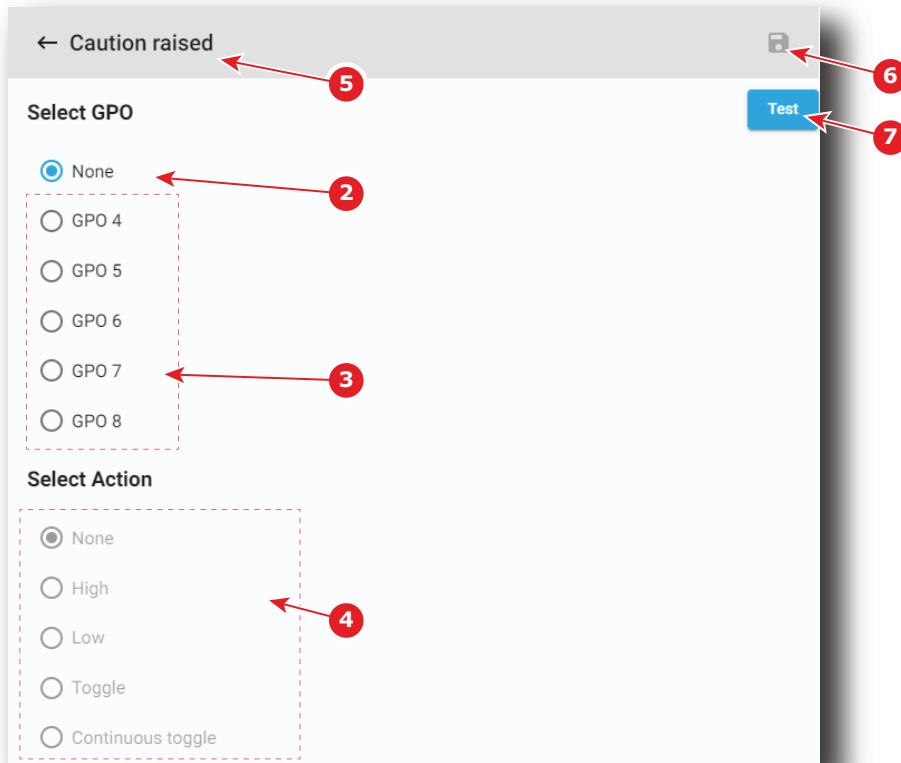 Caution raised
6
5
Select GPO
Test
7
None
2
GPO 4
GPO 5
GPO 6
GPO 7
3
GPO 8
Select Action
None
High
4
Low
Toggle
Continuous toggle